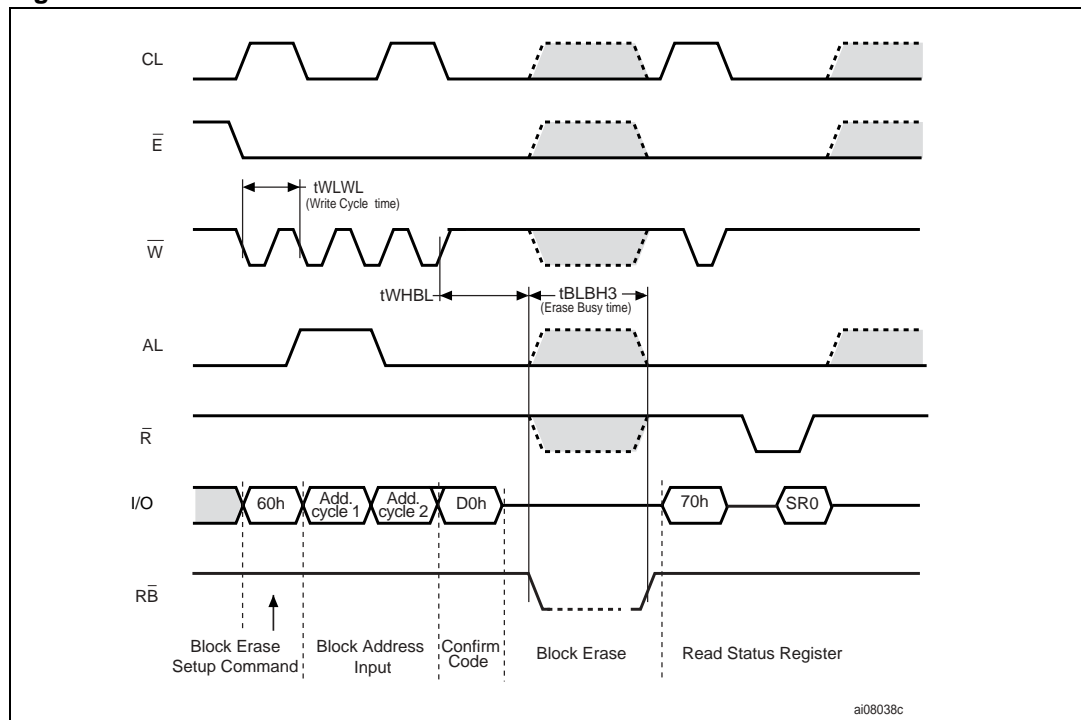 CL
E̅
tWLWL
(Write Cycle time)
W̅
tWHBL
tBLBH3
(Erase Busy time)
AL
R̅
I/O
60h
Add.
cycle 1
Add.
cycle 2
D0h
70h
SR0
RB̅
Block Erase
Setup Command
Block Address
Input
Confirm
Code
Block Erase
Read Status Register
ai08038c